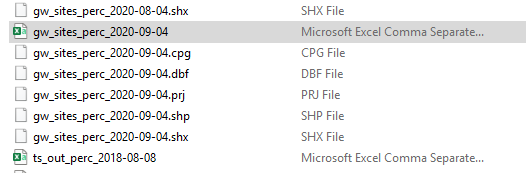 gw_sites_perc_2020-08-04.shx SHX File
gw_sites_perc_2020-09-04 Microsoft Excel Comma Separate...
gw_sites_perc_2020-09-04.cpg CPG File
gw_sites_perc_2020-09-04.dbf DBF File
gw_sites_perc_2020-09-04.prj PRJ File
gw_sites_perc_2020-09-04.shp SHP File
gw_sites_perc_2020-09-04.shx SHX File
ts_out_perc_2018-08-08 Microsoft Excel Comma Separate...